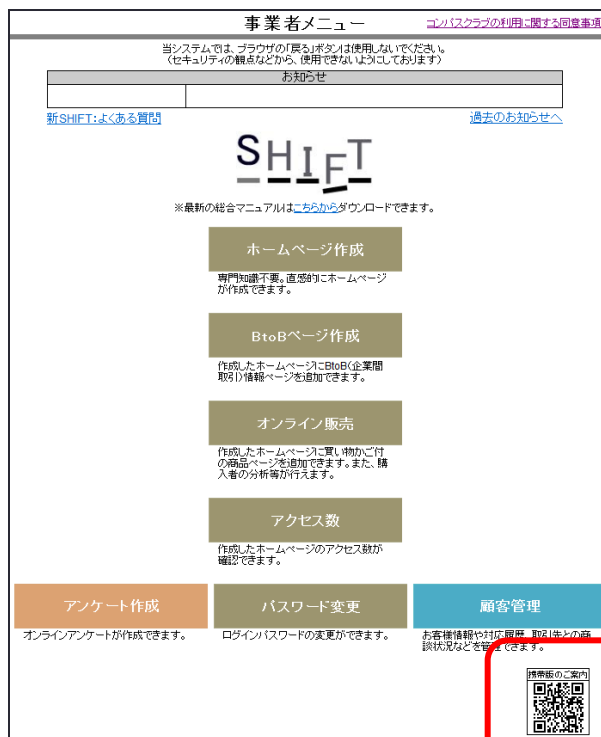 事業者メニュー
コンパスクラブの利用に関する同意事項
当システムでは、ブラウザの「戻る」ボタンは使用しないでください。
(セキュリティの観点などから、使用できないようにしております)
お知らせ
新SHIFT:よくある質問
過去のお知らせへ
SHIFT
※最新の総合マニュアルはこちらからダウンロードできます。
ホームページ作成
専門知識不要。直感的にホームページ
が作成できます。
BtoBページ作成
作成したホームページにBtoB(企業間
取引)情報ページを追加できます。
オンライン販売
作成したホームページに買い物かご付
の商品ページを追加できます。また、購
入者の分析等が行えます。
アクセス数
作成したホームページのアクセス数が
確認できます。
アンケート作成
パスワード変更
顧客管理
オンラインアンケートが作成できます。
ログインパスワードの変更ができます。
お客様情報や対応履歴、取引先との商
談状況などを管理できます。
携帯版のご案内